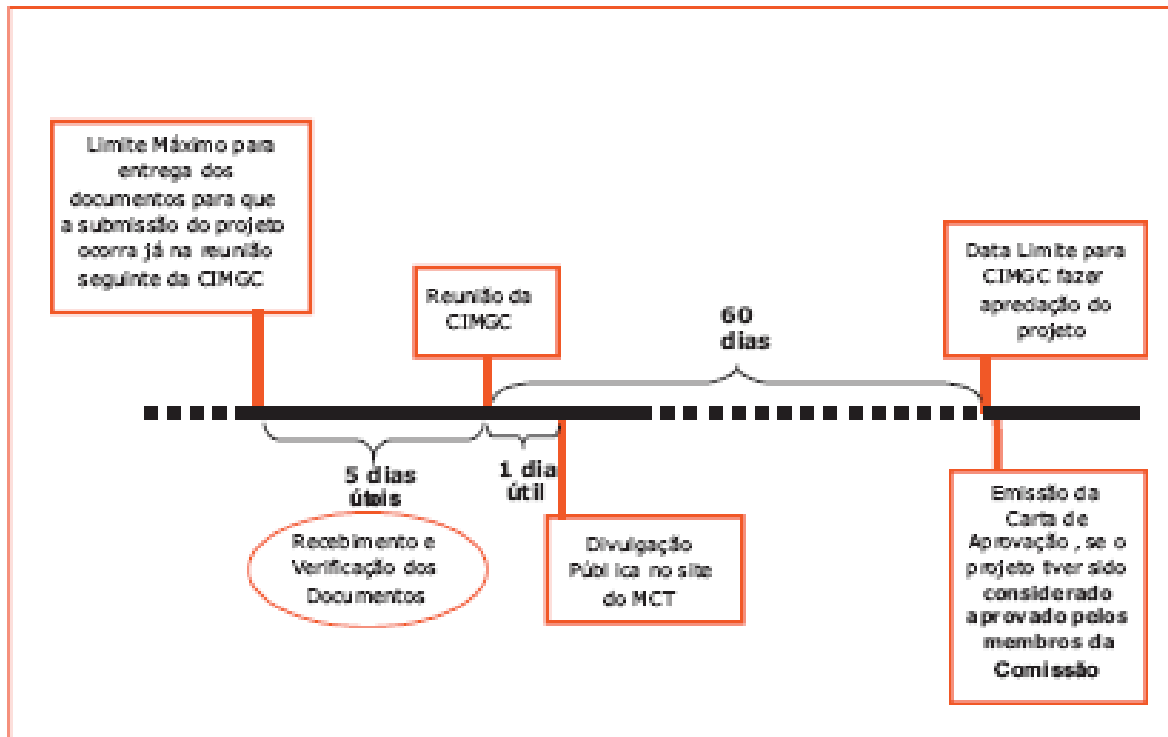 Limite Máximo para
entrega dos
documentos para que
a submissão do projeto
ocorra já na reunião
seguinte da CIMGC
Reunião da
CIMGC
60
dias
Data Limite para
CIMGC fazer
apreciação do
projeto
5 dias
úteis
1 dia
útil
Recebimento e
Verificação dos
Documentos
Divulgação
Pública no site
do MCT
Emissão da
Carta de
Aprovação , se o
projeto tiver sido
considerado
aprovado pelos
membros da
Comissão